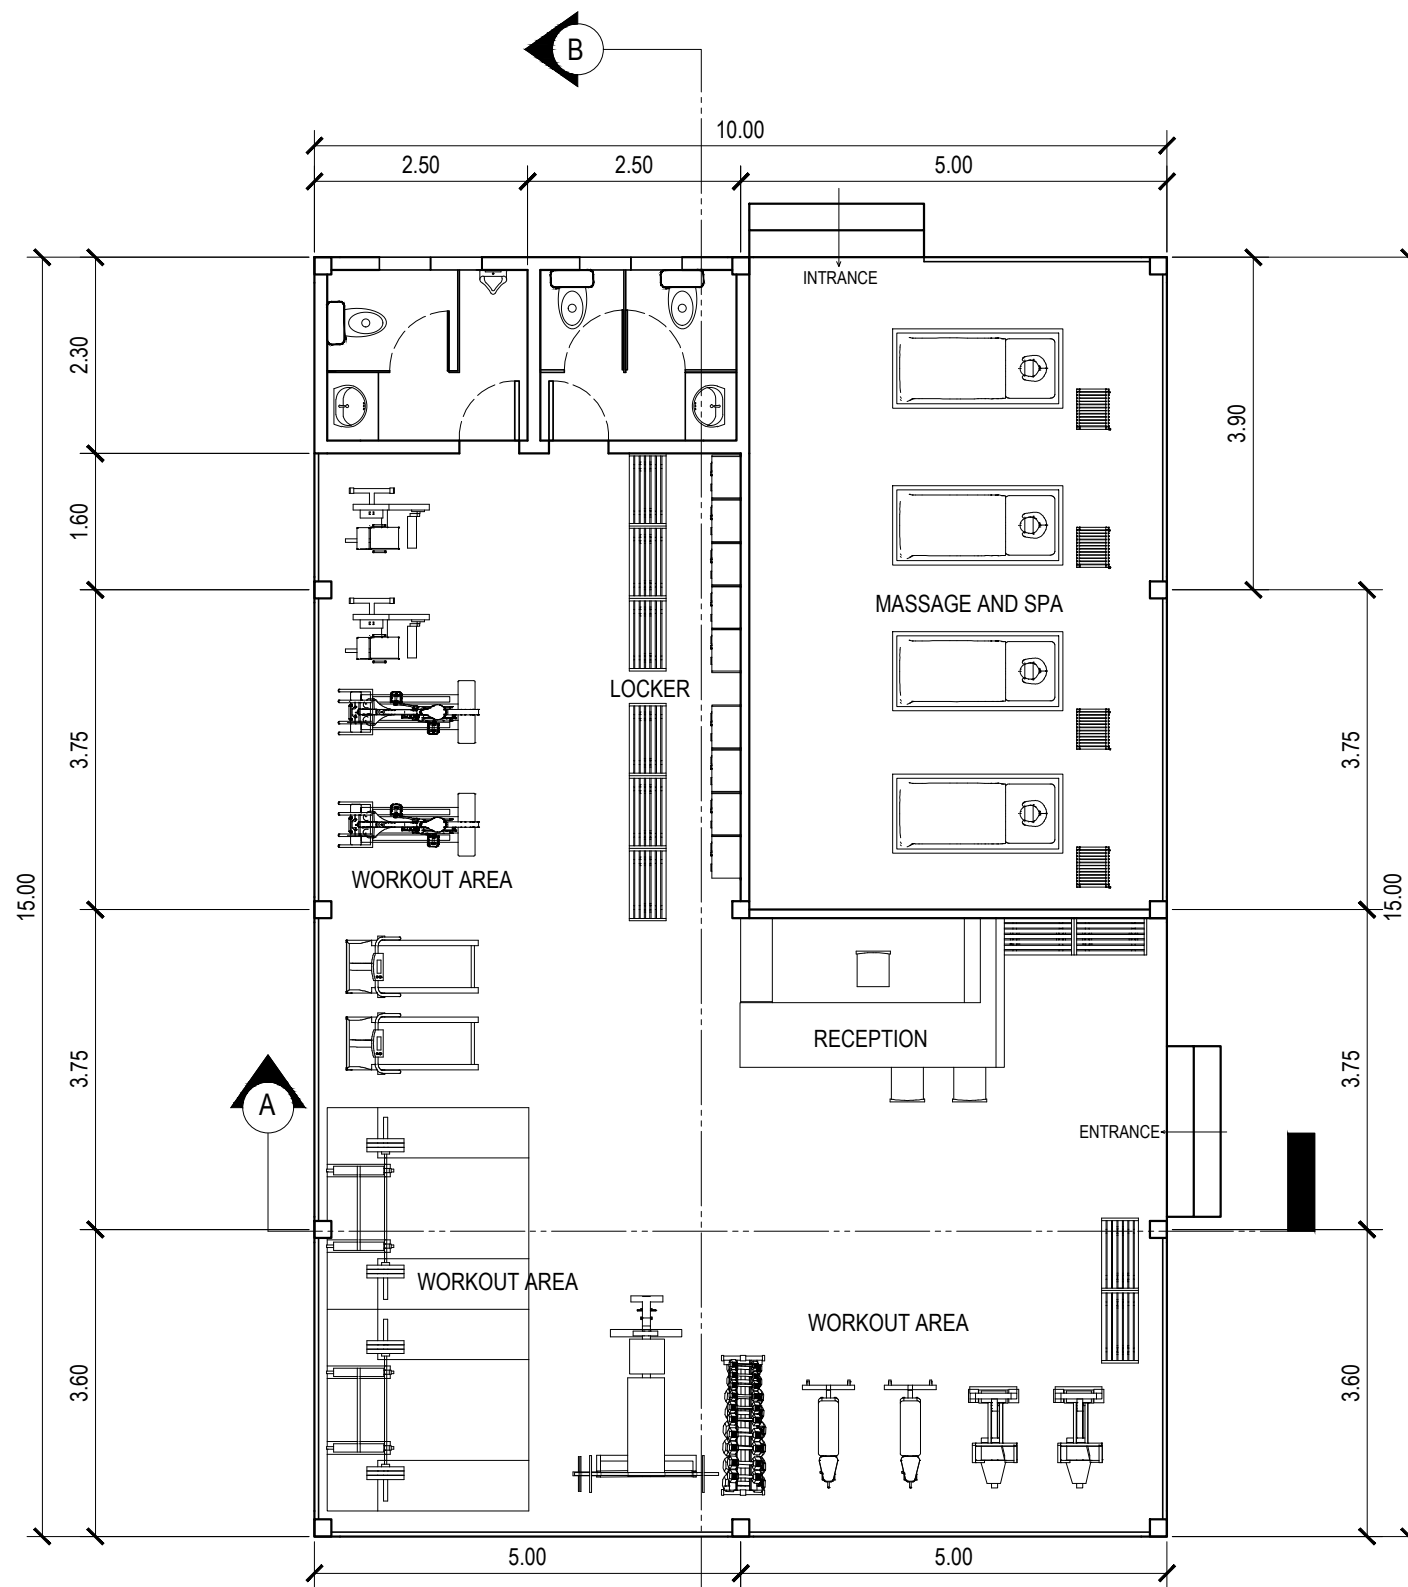 B
10.00
2.50
2.50
5.00
INTRANCE
2.30
3.90
1.60
MASSAGE AND SPA
LOCKER
3.75
3.75
WORKOUT AREA
15.00
15.00
RECEPTION
3.75
3.75
A
ENTRANCE
WORKOUT AREA
WORKOUT AREA
3.60
3.60
5.00
5.00